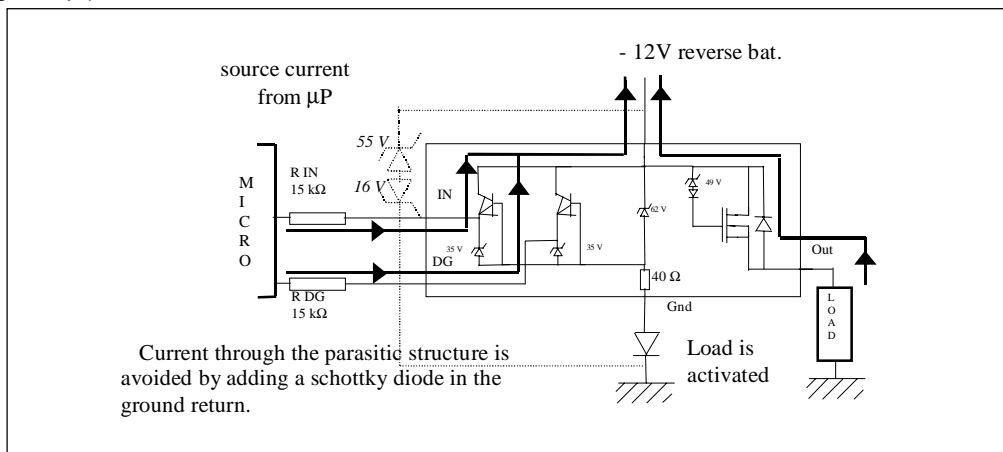 - 12V reverse bat.
source current
from µP
55 V
16 V
R IN
15 kΩ
MICRO
IN
49 V
62 V
35 V
35 V
DG
Out
40 Ω
R DG
15 kΩ
Gnd
LOAD
Current through the parasitic structure is
avoided by adding a schottky diode in the
ground return.
Load is
activated